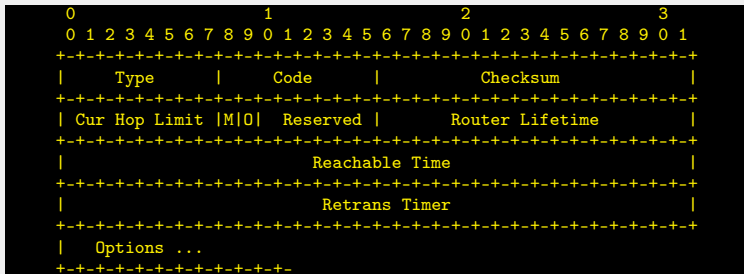 0                   1                   2                   3
 0 1 2 3 4 5 6 7 8 9 0 1 2 3 4 5 6 7 8 9 0 1 2 3 4 5 6 7 8 9 0 1
+-+-+-+-+-+-+-+-+-+-+-+-+-+-+-+-+-+-+-+-+-+-+-+-+-+-+-+-+-+-+-+-+
|     Type      |     Code      |          Checksum             |
+-+-+-+-+-+-+-+-+-+-+-+-+-+-+-+-+-+-+-+-+-+-+-+-+-+-+-+-+-+-+-+-+
| Cur Hop Limit |M|O|  Reserved |       Router Lifetime         |
+-+-+-+-+-+-+-+-+-+-+-+-+-+-+-+-+-+-+-+-+-+-+-+-+-+-+-+-+-+-+-+-+
|                         Reachable Time                        |
+-+-+-+-+-+-+-+-+-+-+-+-+-+-+-+-+-+-+-+-+-+-+-+-+-+-+-+-+-+-+-+-+
|                          Retrans Timer                        |
+-+-+-+-+-+-+-+-+-+-+-+-+-+-+-+-+-+-+-+-+-+-+-+-+-+-+-+-+-+-+-+-+
|   Options ...
+-+-+-+-+-+-+-+-+-+-+-+-